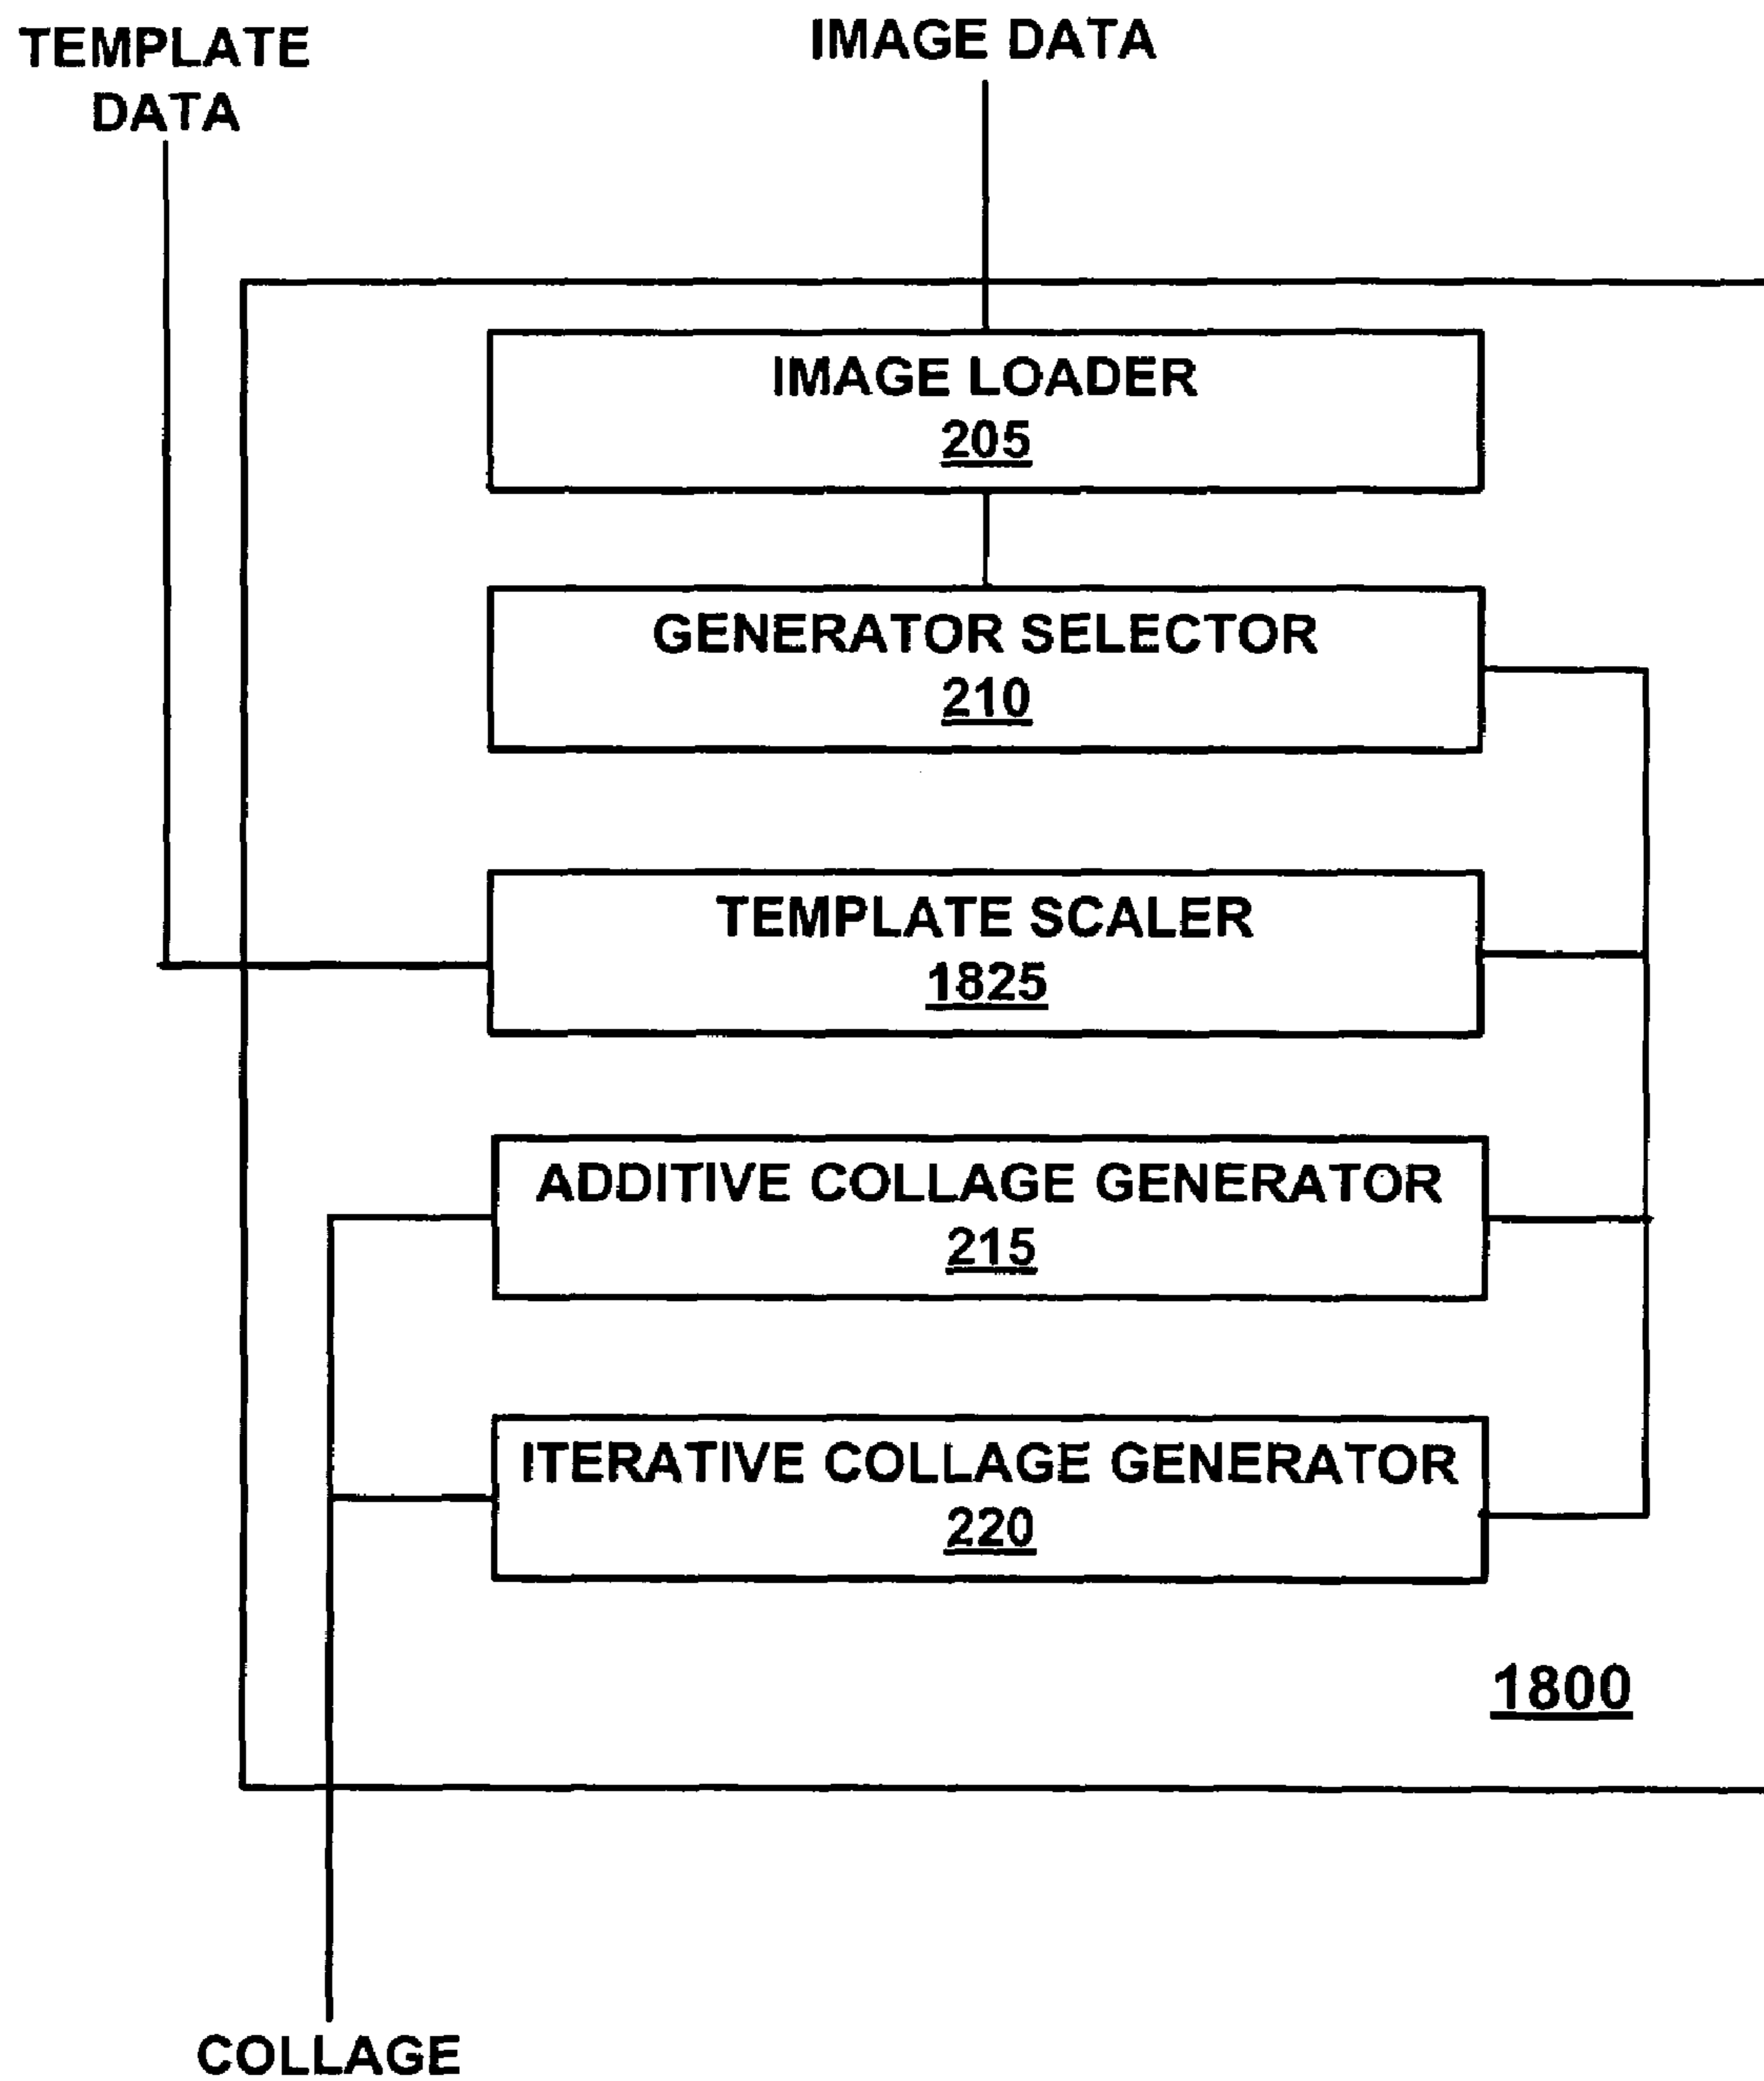 TEMPLATE
DATA
IMAGE DATA
IMAGE LOADER
205
GENERATOR SELECTOR
210
TEMPLATE SCALER
1825
ADDITIVE COLLAGE GENERATOR
215
ITERATIVE COLLAGE GENERATOR
220
1800
COLLAGE